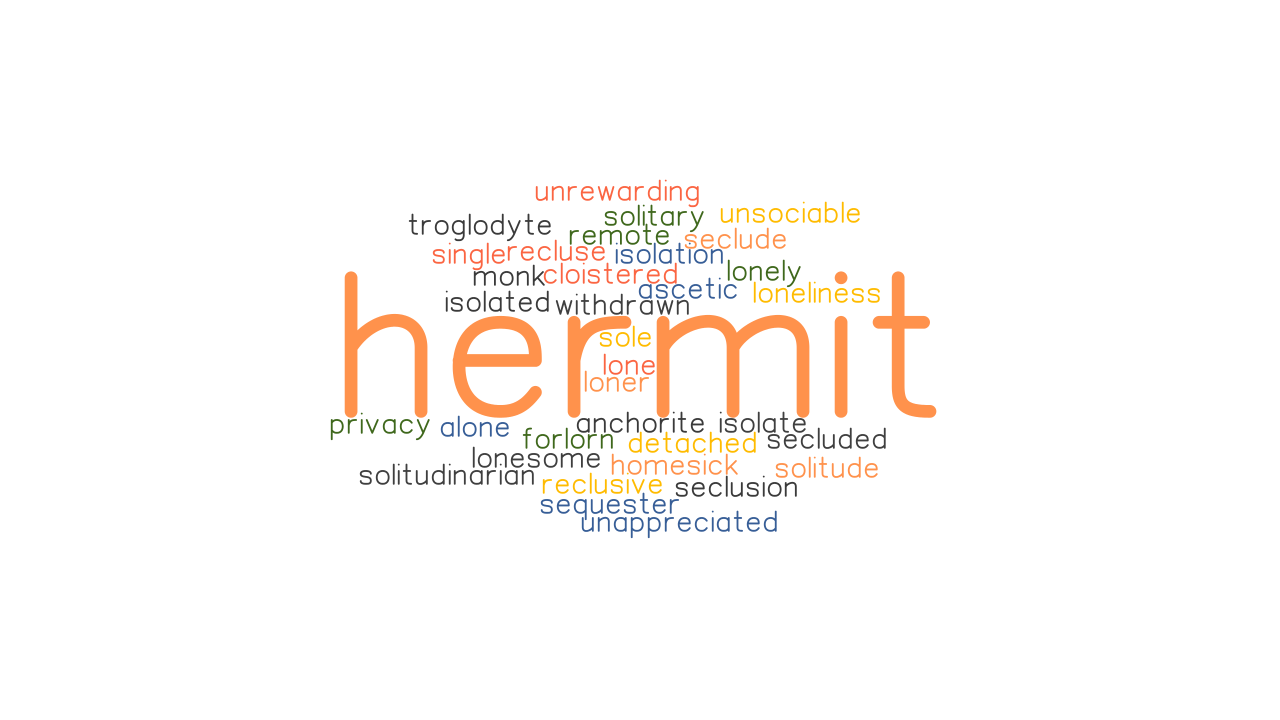 unrewarding
troglodyte solitary unsociable
remote seclude
single recluse isolation
monk cloistered lonely
isolated withdrawn ascetic loneliness
hermit
sole
lone
loner
privacy alone anchorite isolate
forlorn detached secluded
lonesome homesick solitude
solitudinarian reclusive seclusion
sequester
unappreciated